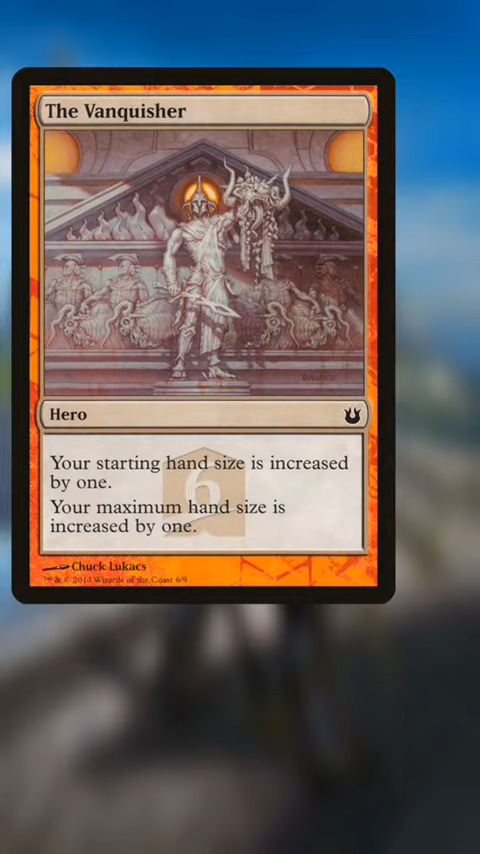 The Vanquisher
Hero
Your starting hand size is increased
by one.
6
Your maximum hand size is
increased by one.
Chuck Lukacs
™ & © 2014 Wizards of the Coast 6/9